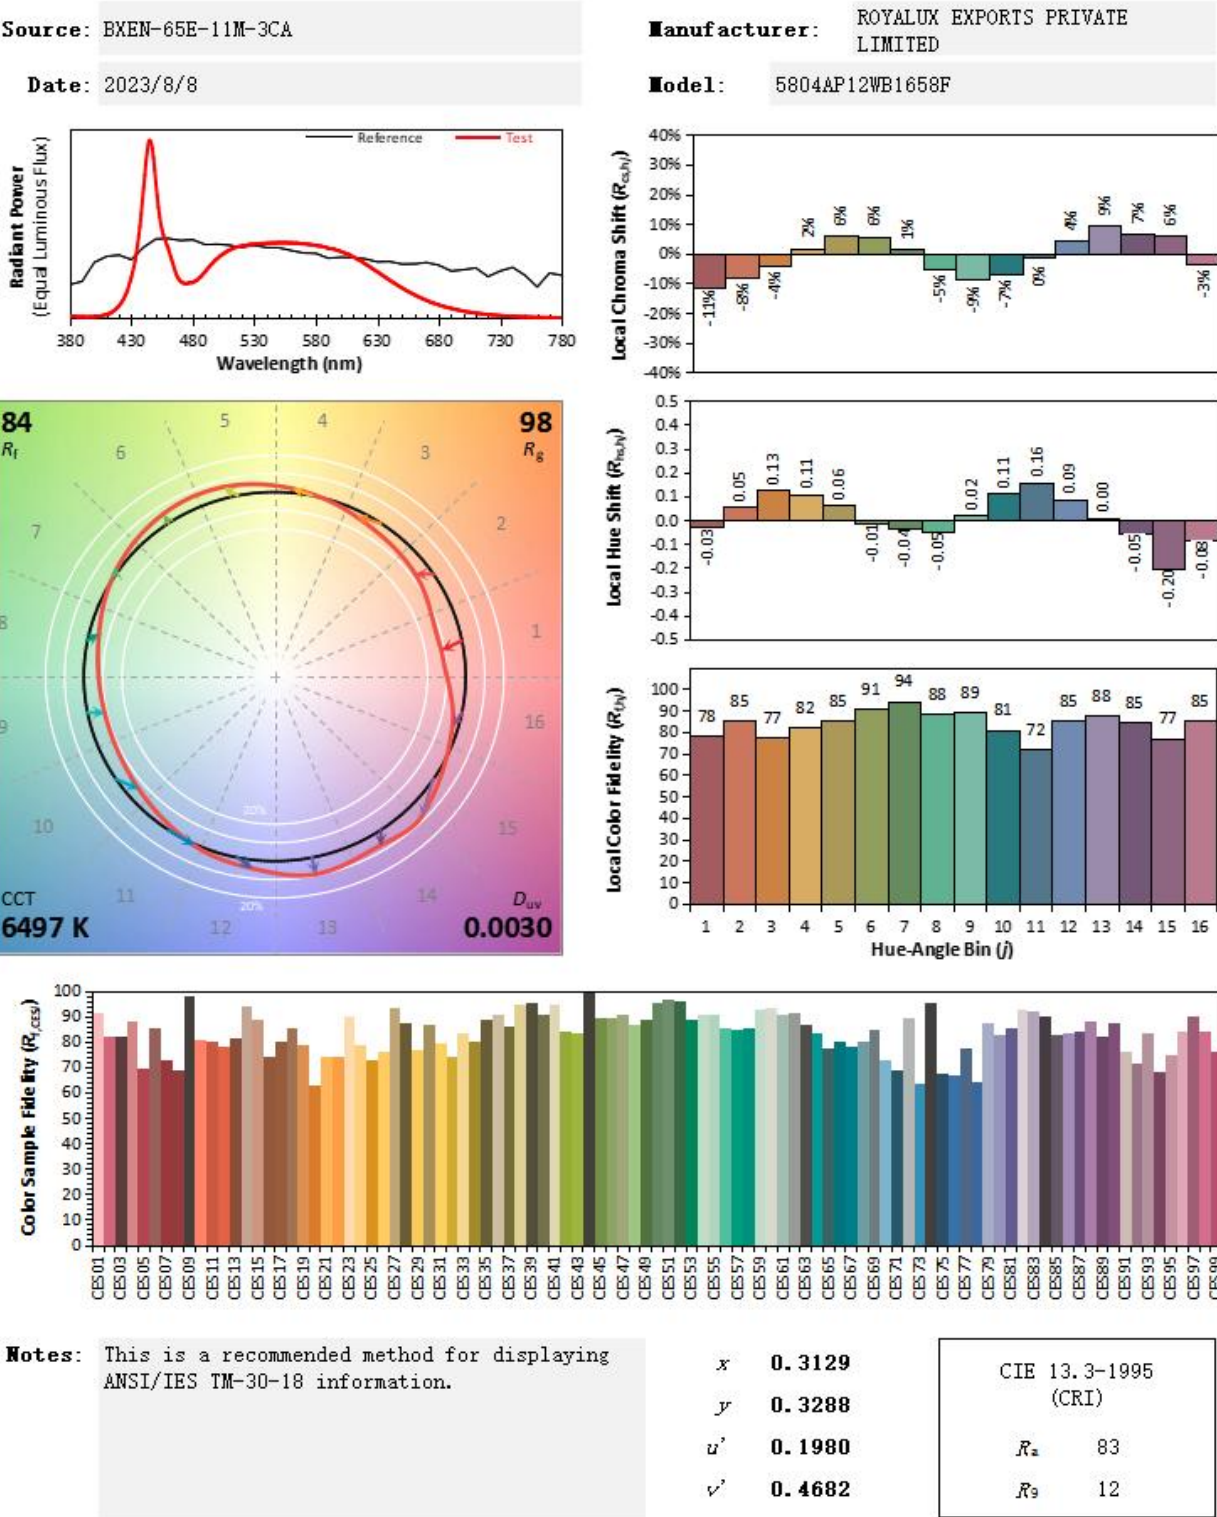 Source: BXEN-65E-11M-3CA
Manufacturer: ROYALUX EXPORTS PRIVATE
LIMITED
Date: 2023/8/8
Model: 5804AP12WB1658F
Radiant Power
(Equal Luminous Flux)
Reference Test
380 430 480 530 580 630 680 730 780
Wavelength (nm)
Local Chroma Shift (Rcs,hj)
40%
30%
20%
10%
0%
-10%
-20%
-30%
-40%
-11% -8% -4% 2% 6% 6% 1% -5% -9% -7% 0% 4% 9% 7% 6% -3%
84
Rf
98
Rg
5 4
6 3
7 2
8 1
9 16
10 15
11 14
12 13
20%
20%
CCT
6497 K
Duv
0.0030
Local Hue Shift (Rhs,hj)
0.5
0.4
0.3
0.2
0.1
0.0
-0.1
-0.2
-0.3
-0.4
-0.5
-0.03 0.05 0.13 0.11 0.06 -0.01 -0.04 -0.05 0.02 0.11 0.16 0.09 0.00 -0.05 -0.20 -0.08
Local Color Fidelity (Rf,hj)
100
90
80
70
60
50
40
30
20
10
0
78 85 77 82 85 91 94 88 89 81 72 85 88 85 77 85
1 2 3 4 5 6 7 8 9 10 11 12 13 14 15 16
Hue-Angle Bin (j)
Color Sample Fidelity (Rf,CESi)
100
90
80
70
60
50
40
30
20
10
0
CES01 CES03 CES05 CES07 CES09 CES11 CES13 CES15 CES17 CES19 CES21 CES23 CES25 CES27 CES29 CES31 CES33 CES35 CES37 CES39 CES41 CES43 CES45 CES47 CES49 CES51 CES53 CES55 CES57 CES59 CES61 CES63 CES65 CES67 CES69 CES71 CES73 CES75 CES77 CES79 CES81 CES83 CES85 CES87 CES89 CES91 CES93 CES95 CES97 CES99
Notes: This is a recommended method for displaying
ANSI/IES TM-30-18 information.
x 0.3129
y 0.3288
u' 0.1980
v' 0.4682
CIE 13.3-1995
(CRI)
Ra 83
R9 12